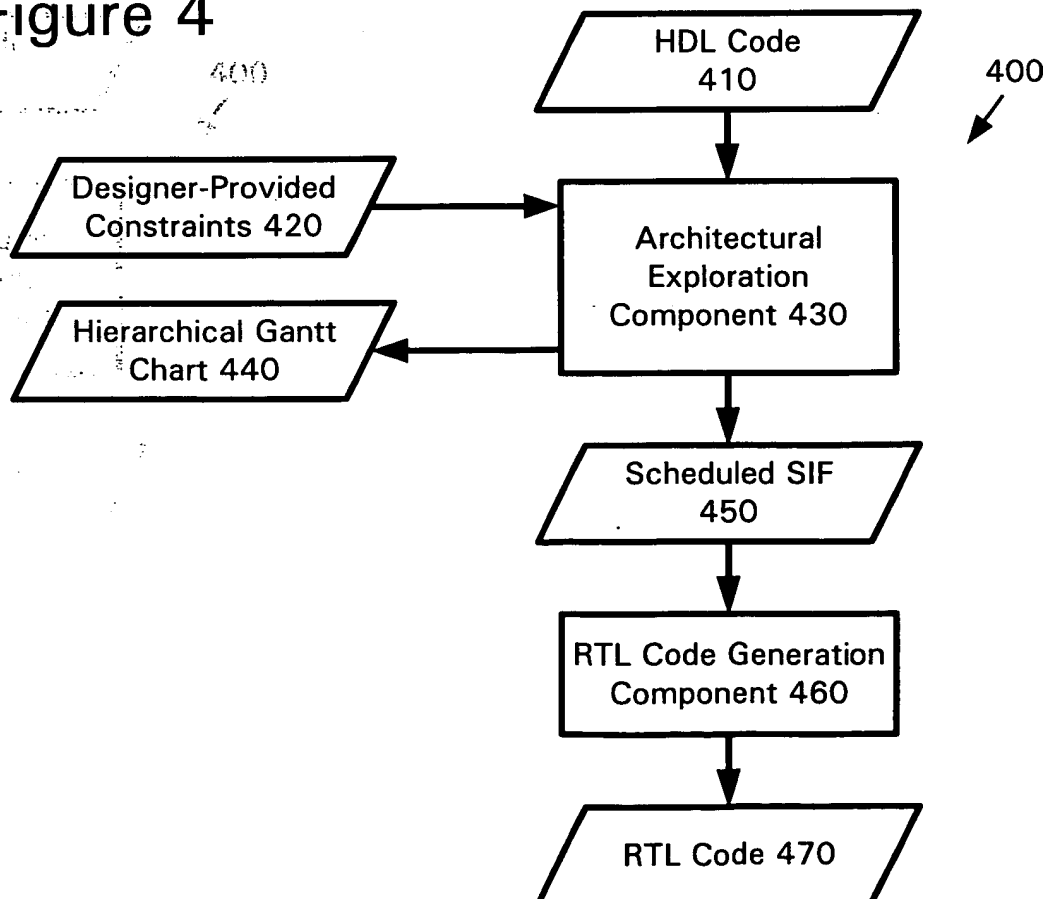 Figure 4
400
HDL Code
410
400
Designer-Provided
Constraints 420
Architectural
Exploration
Component 430
Hierarchical Gantt
Chart 440
Scheduled SIF
450
RTL Code Generation
Component 460
RTL Code 470